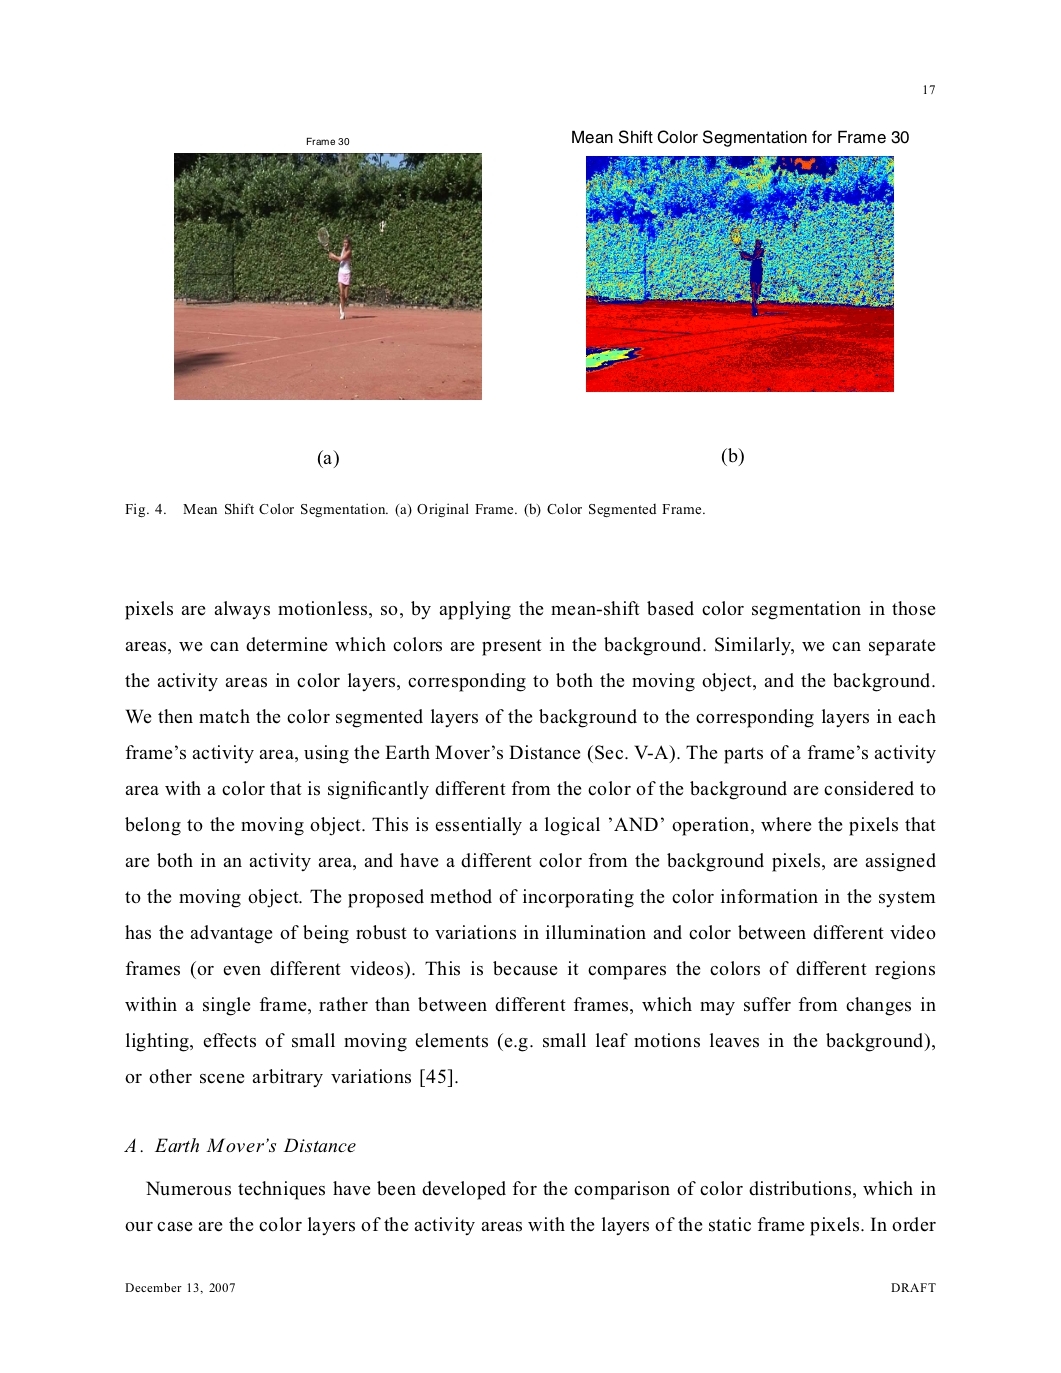 17
Frame 30
Mean Shift Color Segmentation for Frame 30
(a)
(b)
Fig. 4. Mean Shift Color Segmentation. (a) Original Frame. (b) Color Segmented Frame.
pixels are always motionless, so, by applying the mean-shift based color segmentation in those
areas, we can determine which colors are present in the background. Similarly, we can separate
the activity areas in color layers, corresponding to both the moving object, and the background.
We then match the color segmented layers of the background to the corresponding layers in each
frame’s activity area, using the Earth Mover’s Distance (Sec. V-A). The parts of a frame’s activity
area with a color that is significantly different from the color of the background are considered to
belong to the moving object. This is essentially a logical ’AND’ operation, where the pixels that
are both in an activity area, and have a different color from the background pixels, are assigned
to the moving object. The proposed method of incorporating the color information in the system
has the advantage of being robust to variations in illumination and color between different video
frames (or even different videos). This is because it compares the colors of different regions
within a single frame, rather than between different frames, which may suffer from changes in
lighting, effects of small moving elements (e.g. small leaf motions leaves in the background),
or other scene arbitrary variations [45].
A. Earth Mover’s Distance
Numerous techniques have been developed for the comparison of color distributions, which in
our case are the color layers of the activity areas with the layers of the static frame pixels. In order
December 13, 2007
DRAFT